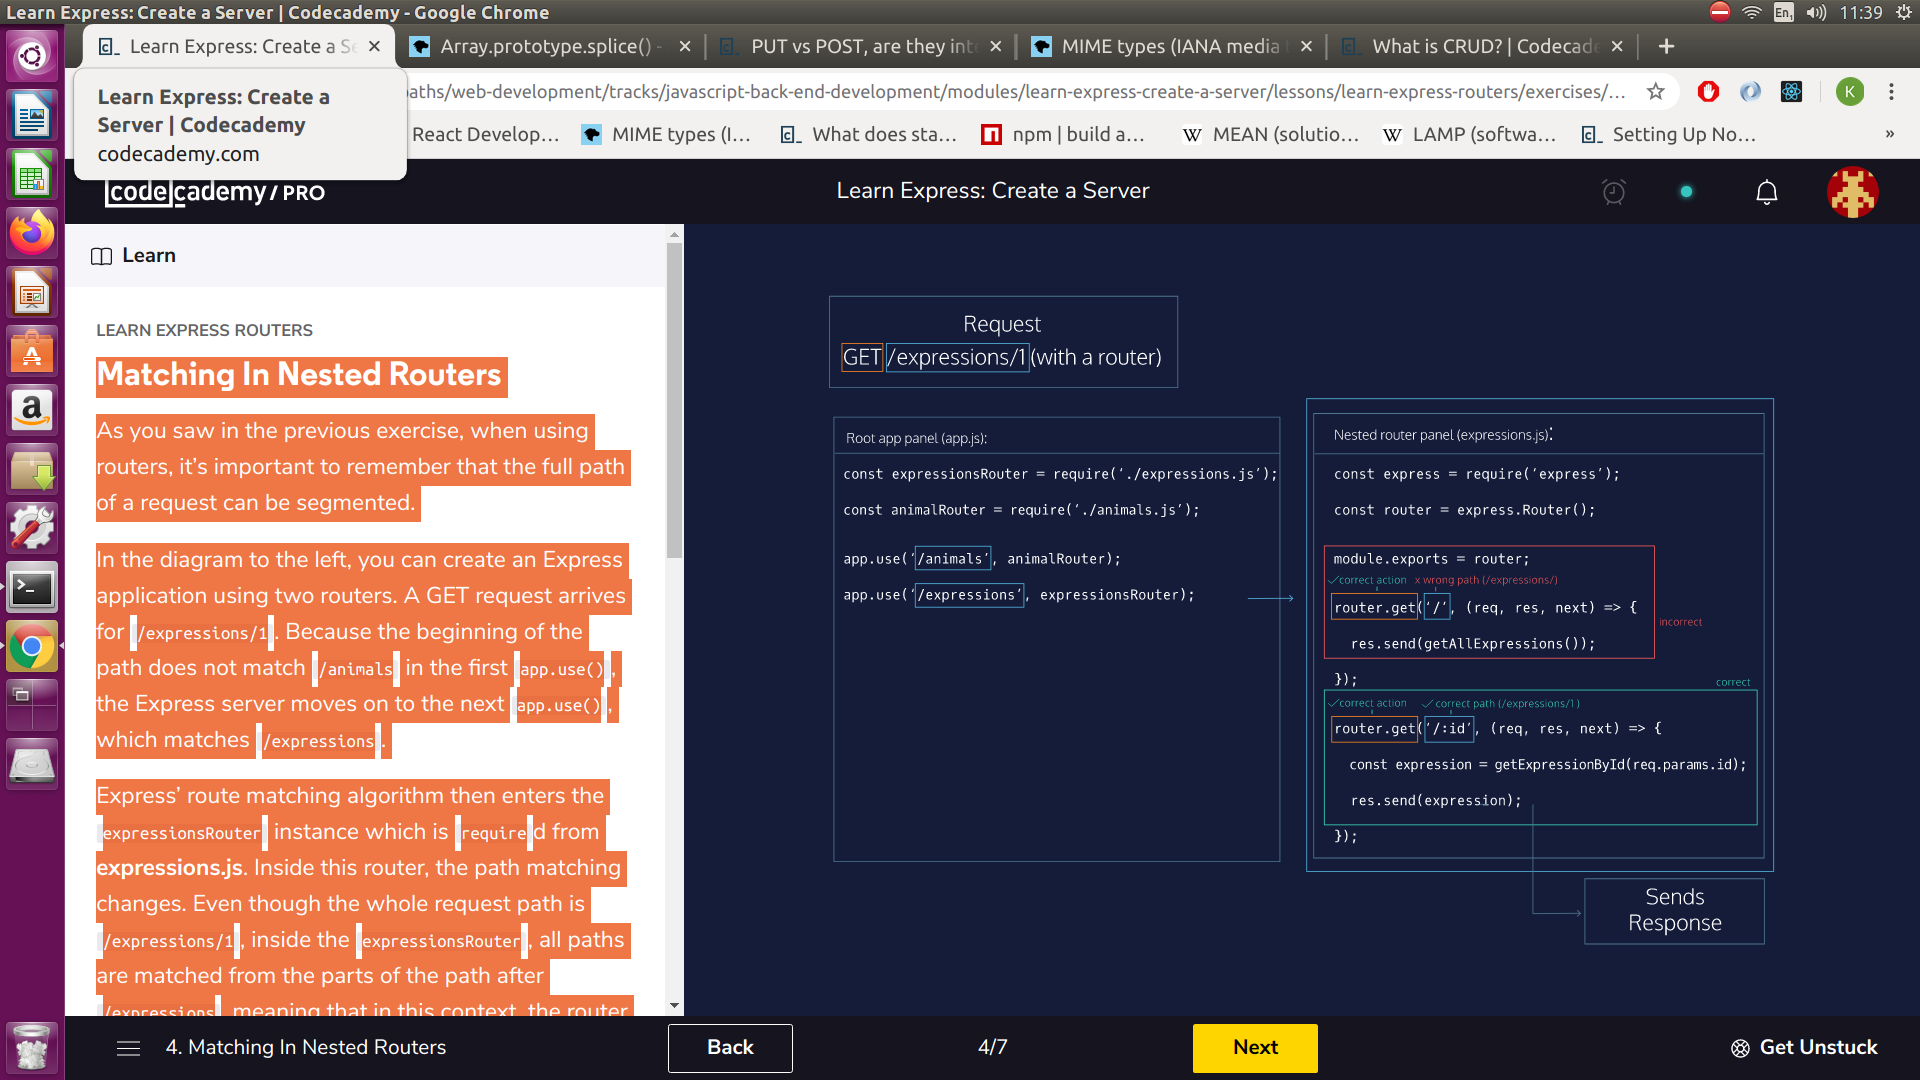 Learn Express: Create a Server | Codecademy - Google Chrome
En
11:39
Learn Express: Create a Se
Array.prototype.splice() -
PUT vs POST, are they inte
MIME types (IANA media
What is CRUD? | Codecade
Learn Express: Create a
Server | Codecademy
codecademy.com
aths/web-development/tracks/javascript-back-end-development/modules/learn-express-create-a-server/lessons/learn-express-routers/exercises/...
K
React Develop...
MIME types (I...
What does sta...
npm | build a...
MEAN (solutio...
LAMP (softwa...
Setting Up No...
»
code|cademy/PRO
Learn Express: Create a Server
Learn
LEARN EXPRESS ROUTERS
Matching In Nested Routers
As you saw in the previous exercise, when using
routers, it's important to remember that the full path
of a request can be segmented.
In the diagram to the left, you can create an Express
application using two routers. A GET request arrives
for /expressions/1. Because the beginning of the
path does not match /animals in the first app.use(),
the Express server moves on to the next app.use(),
which matches /expressions.
Express' route matching algorithm then enters the
expressionsRouter instance which is required from
expressions.js. Inside this router, the path matching
changes. Even though the whole request path is
/expressions/1, inside the expressionsRouter, all paths
are matched from the parts of the path after
/expressions, meaning that in this context, the router
Request
GET /expressions/1 (with a router)
Root app panel (app.js):
const expressionsRouter = require('./expressions.js');
const animalRouter = require('./animals.js');
app.use('/animals', animalRouter);
app.use('/expressions', expressionsRouter);
Nested router panel (expressions.js):
const express = require('express');
const router = express.Router();
module.exports = router;
✓correct action x wrong path (/expressions/)
router.get('/', (req, res, next) => {
incorrect
res.send(getAllExpressions());
});
correct
✓correct action ✓correct path (/expressions/1)
router.get('/:id', (req, res, next) => {
const expression = getExpressionById(req.params.id);
res.send(expression);
});
Sends
Response
4. Matching In Nested Routers
Back
4/7
Next
Get Unstuck